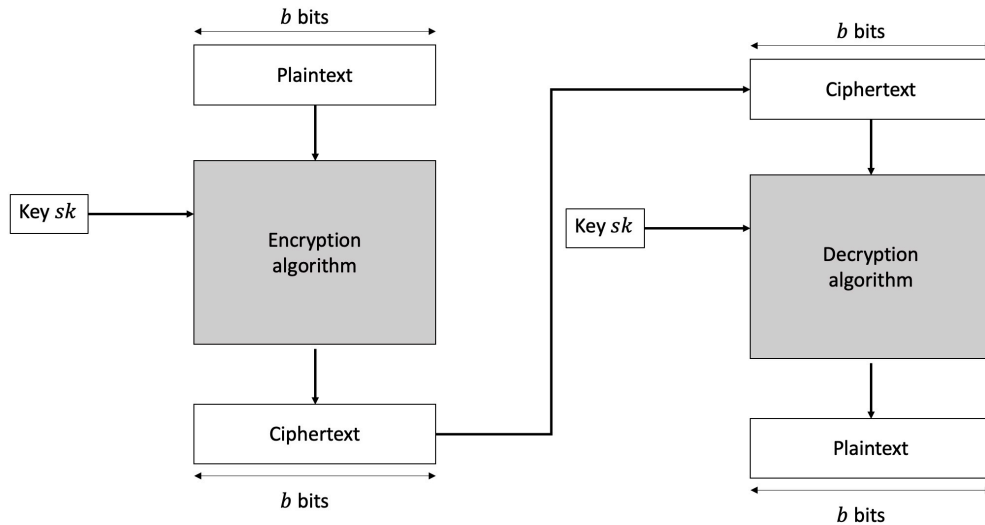 b bits
Plaintext
Key sk
Encryption
algorithm
Ciphertext
b bits
b bits
Ciphertext
Key sk
Decryption
algorithm
Plaintext
b bits